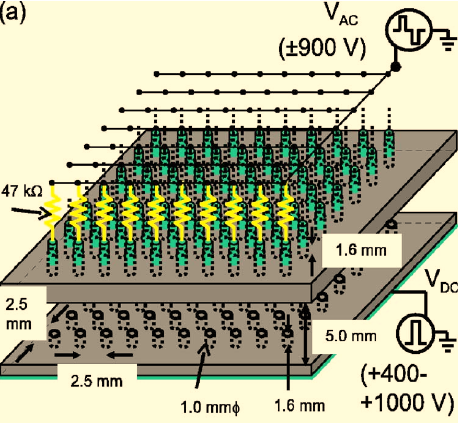 (a)
V_AC
(±900 V)
47 kΩ
1.6 mm
2.5
mm
V_DC
5.0 mm
2.5 mm
1.0 mmϕ
1.6 mm
(+400-
+1000 V)